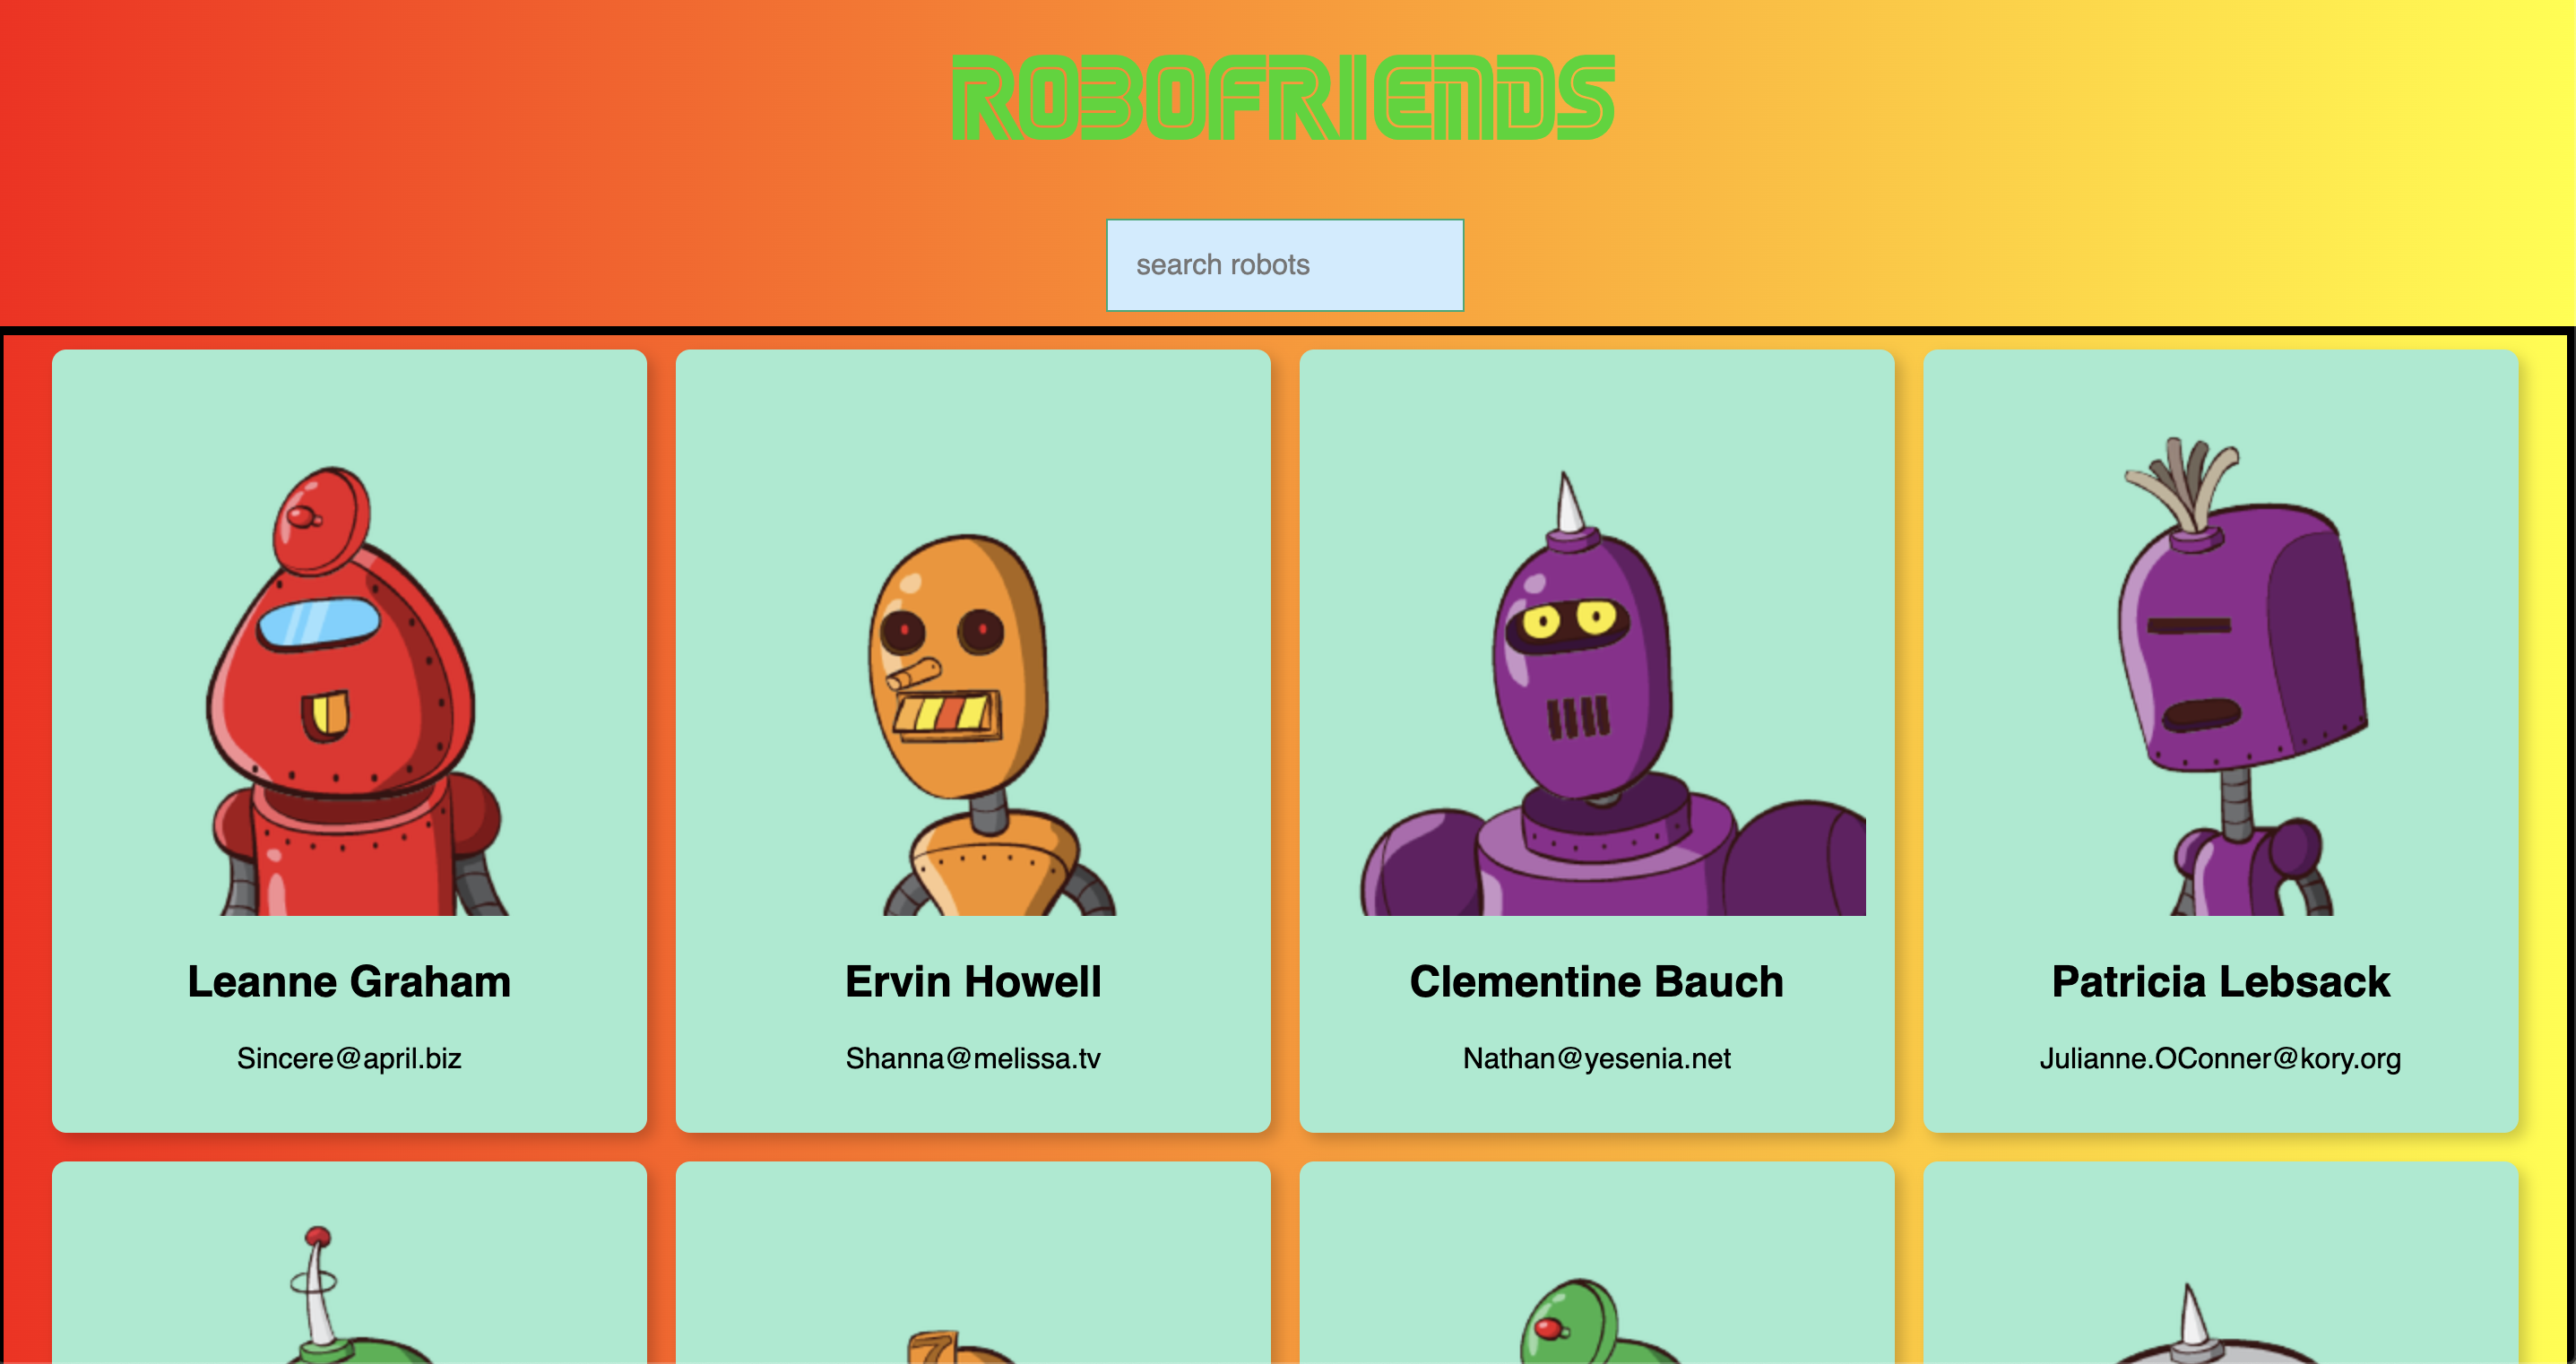 ROBOFRIENDS
search robots
Leanne Graham
Sincere@april.biz
Ervin Howell
Shanna@melissa.tv
Clementine Bauch
Nathan@yesenia.net
Patricia Lebsack
Julianne.OConner@kory.org
7